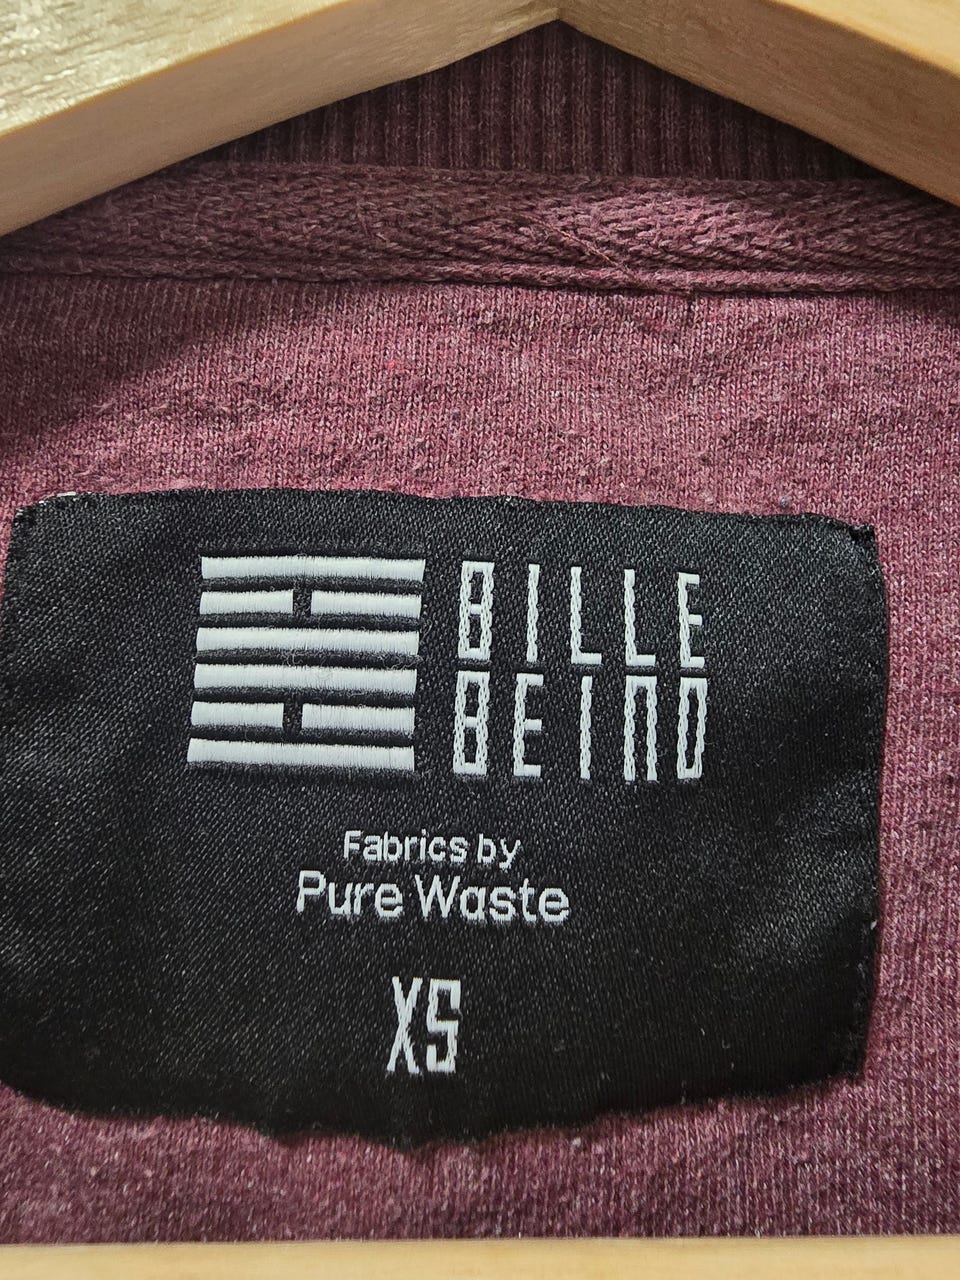 BILLE
BEINO
Fabrics by
Pure Waste
XS